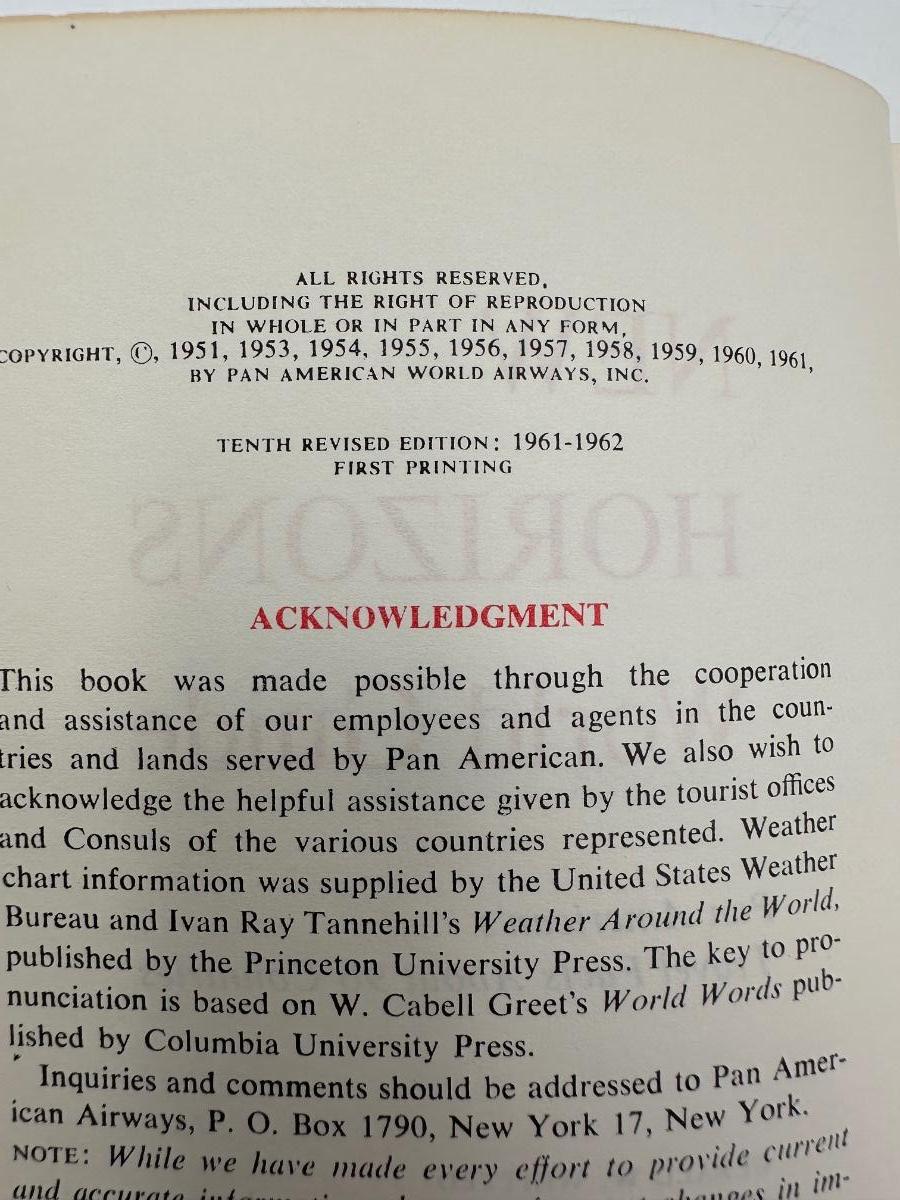 ALL RIGHTS RESERVED,
INCLUDING THE RIGHT OF REPRODUCTION
IN WHOLE OR IN PART IN ANY FORM,
COPYRIGHT, ©, 1951, 1953, 1954, 1955, 1956, 1957, 1958, 1959, 1960, 1961,
BY PAN AMERICAN WORLD AIRWAYS, INC.
TENTH REVISED EDITION: 1961-1962
FIRST PRINTING
HORIZONS
ACKNOWLEDGMENT
This book was made possible through the cooperation
and assistance of our employees and agents in the coun-
tries and lands served by Pan American. We also wish to
acknowledge the helpful assistance given by the tourist offices
and Consuls of the various countries represented. Weather
chart information was supplied by the United States Weather
Bureau and Ivan Ray Tannehill's Weather Around the World,
published by the Princeton University Press. The key to pro-
nunciation is based on W. Cabell Greet's World Words pub-
lished by Columbia University Press.
Inquiries and comments should be addressed to Pan Amer-
ican Airways, P. O. Box 1790, New York 17, New York.
NOTE: While we have made every effort to provide current
and accurate changes in im-